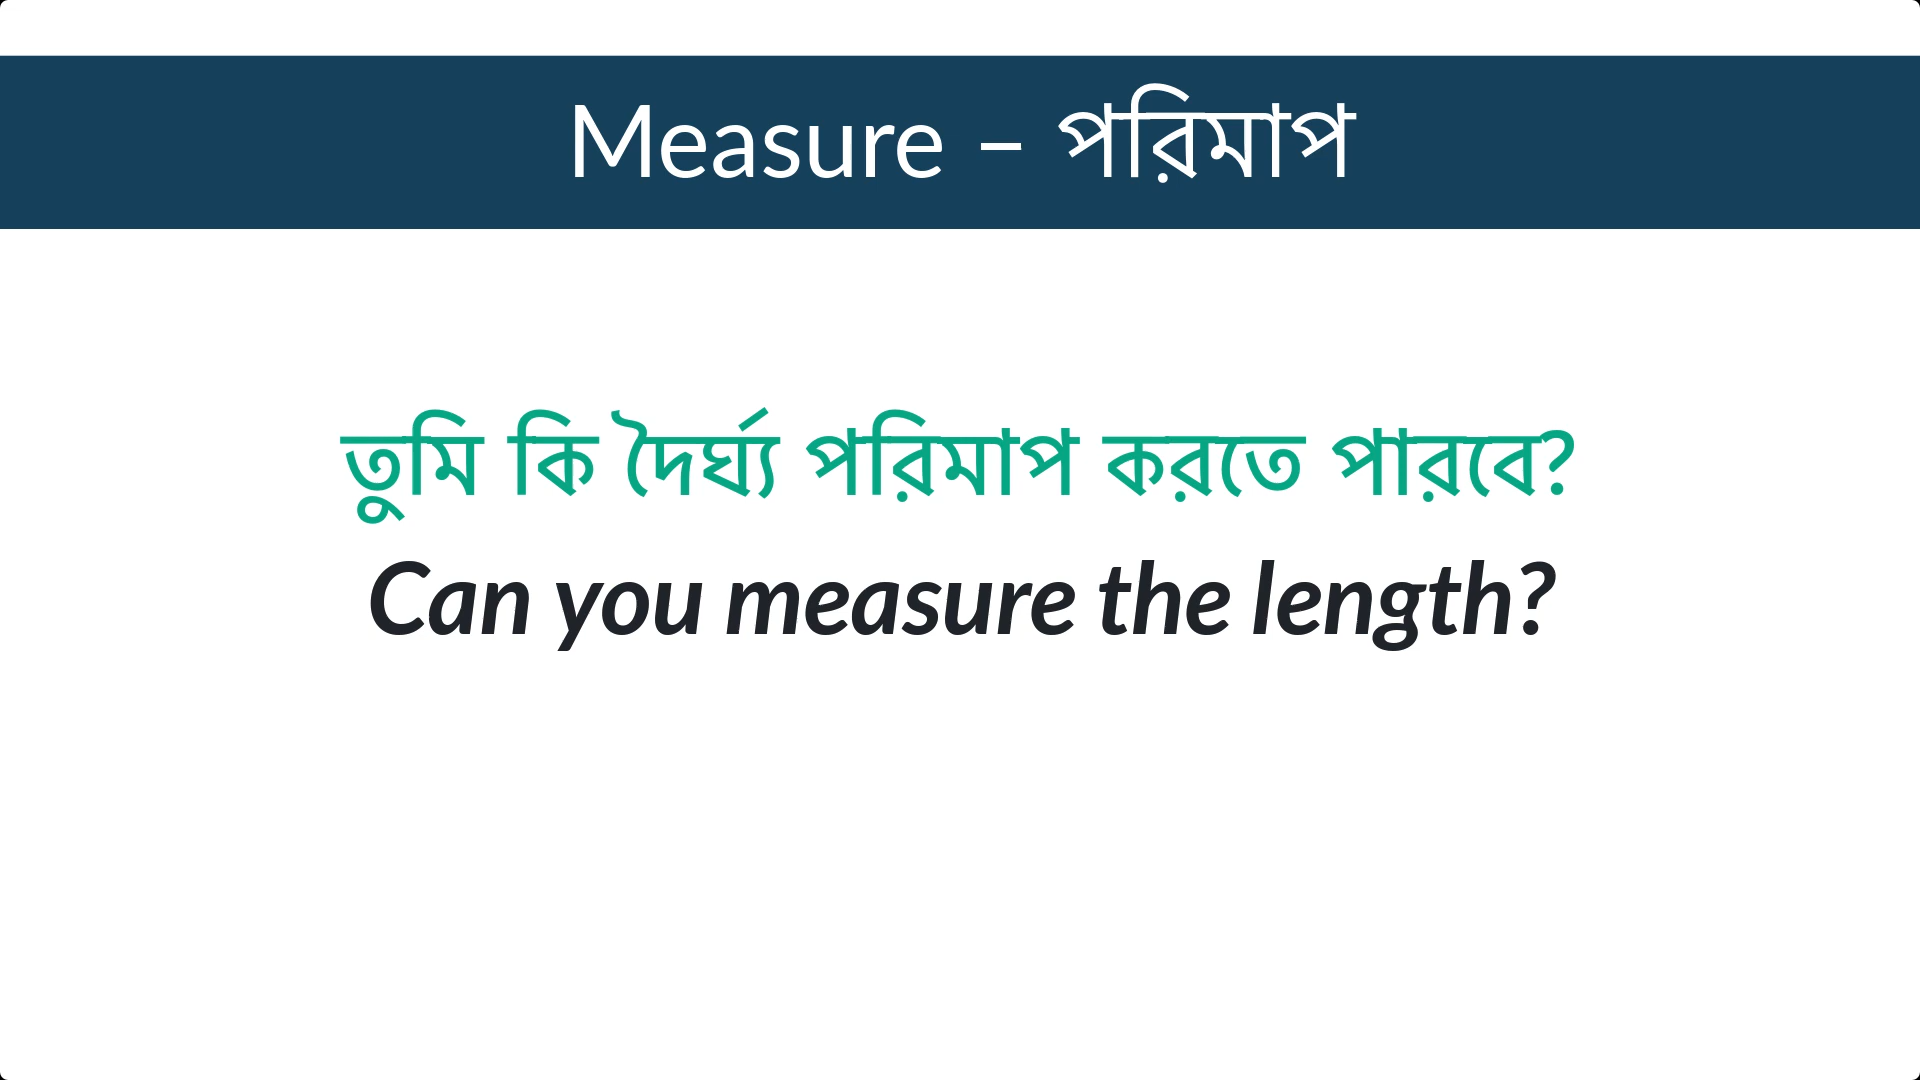 Measure – পরিমাপ
তুমি কি দৈর্ঘ্য পরিমাপ করতে পারবে?
Can you measure the length?